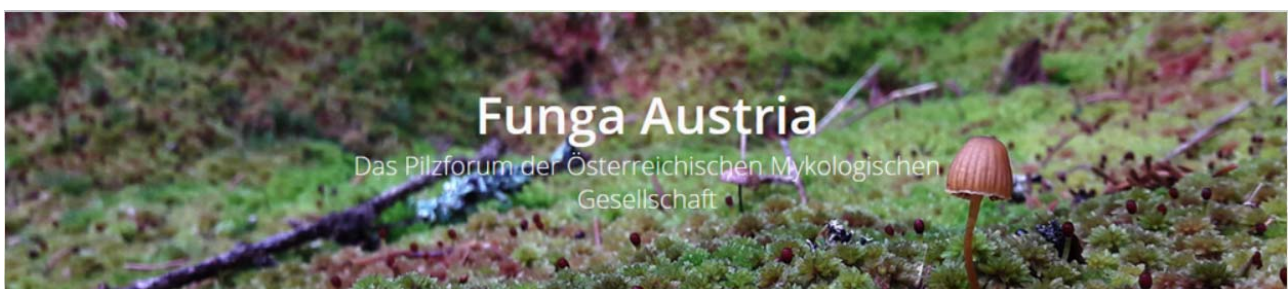 Funga Austria
Das Pilzforum der Österreichischen Mykologischen
Gesellschaft